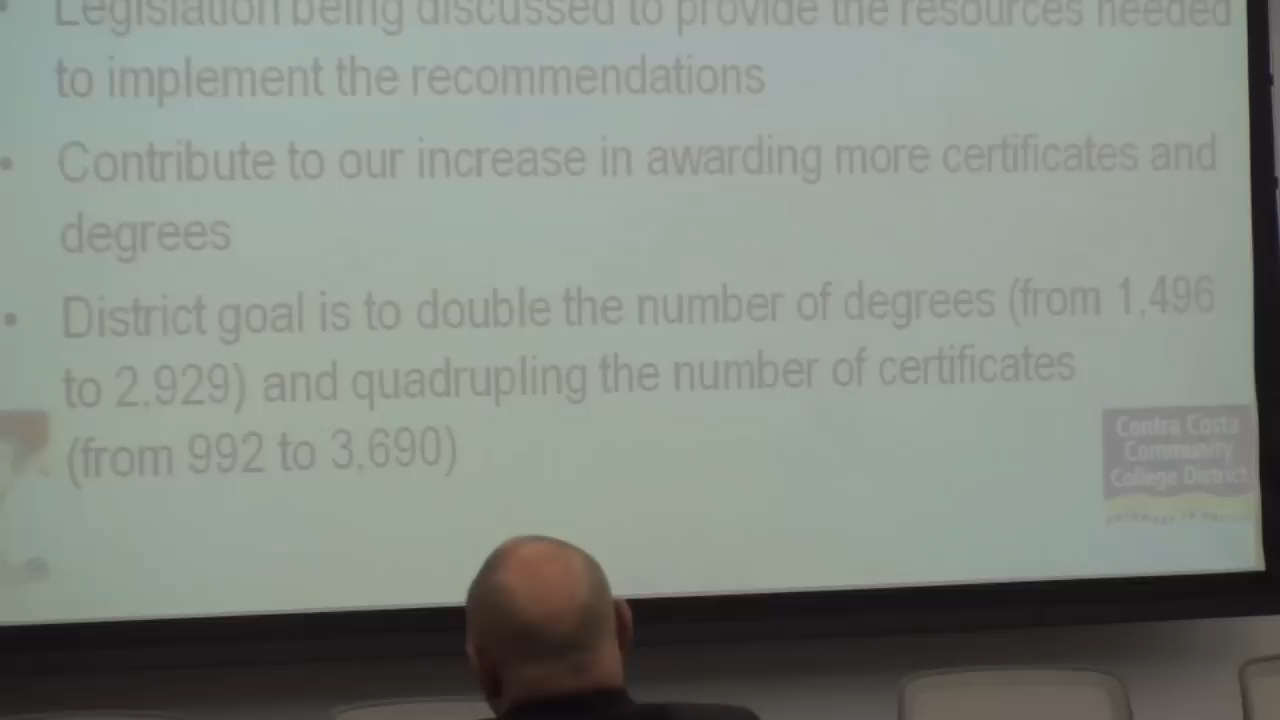 Legislation being discussed to provide the resources needed
to implement the recommendations
• Contribute to our increase in awarding more certificates and
degrees
• District goal is to double the number of degrees (from 1,496
to 2,929) and quadrupling the number of certificates
(from 992 to 3,690)
Contra Costa
Community
College District